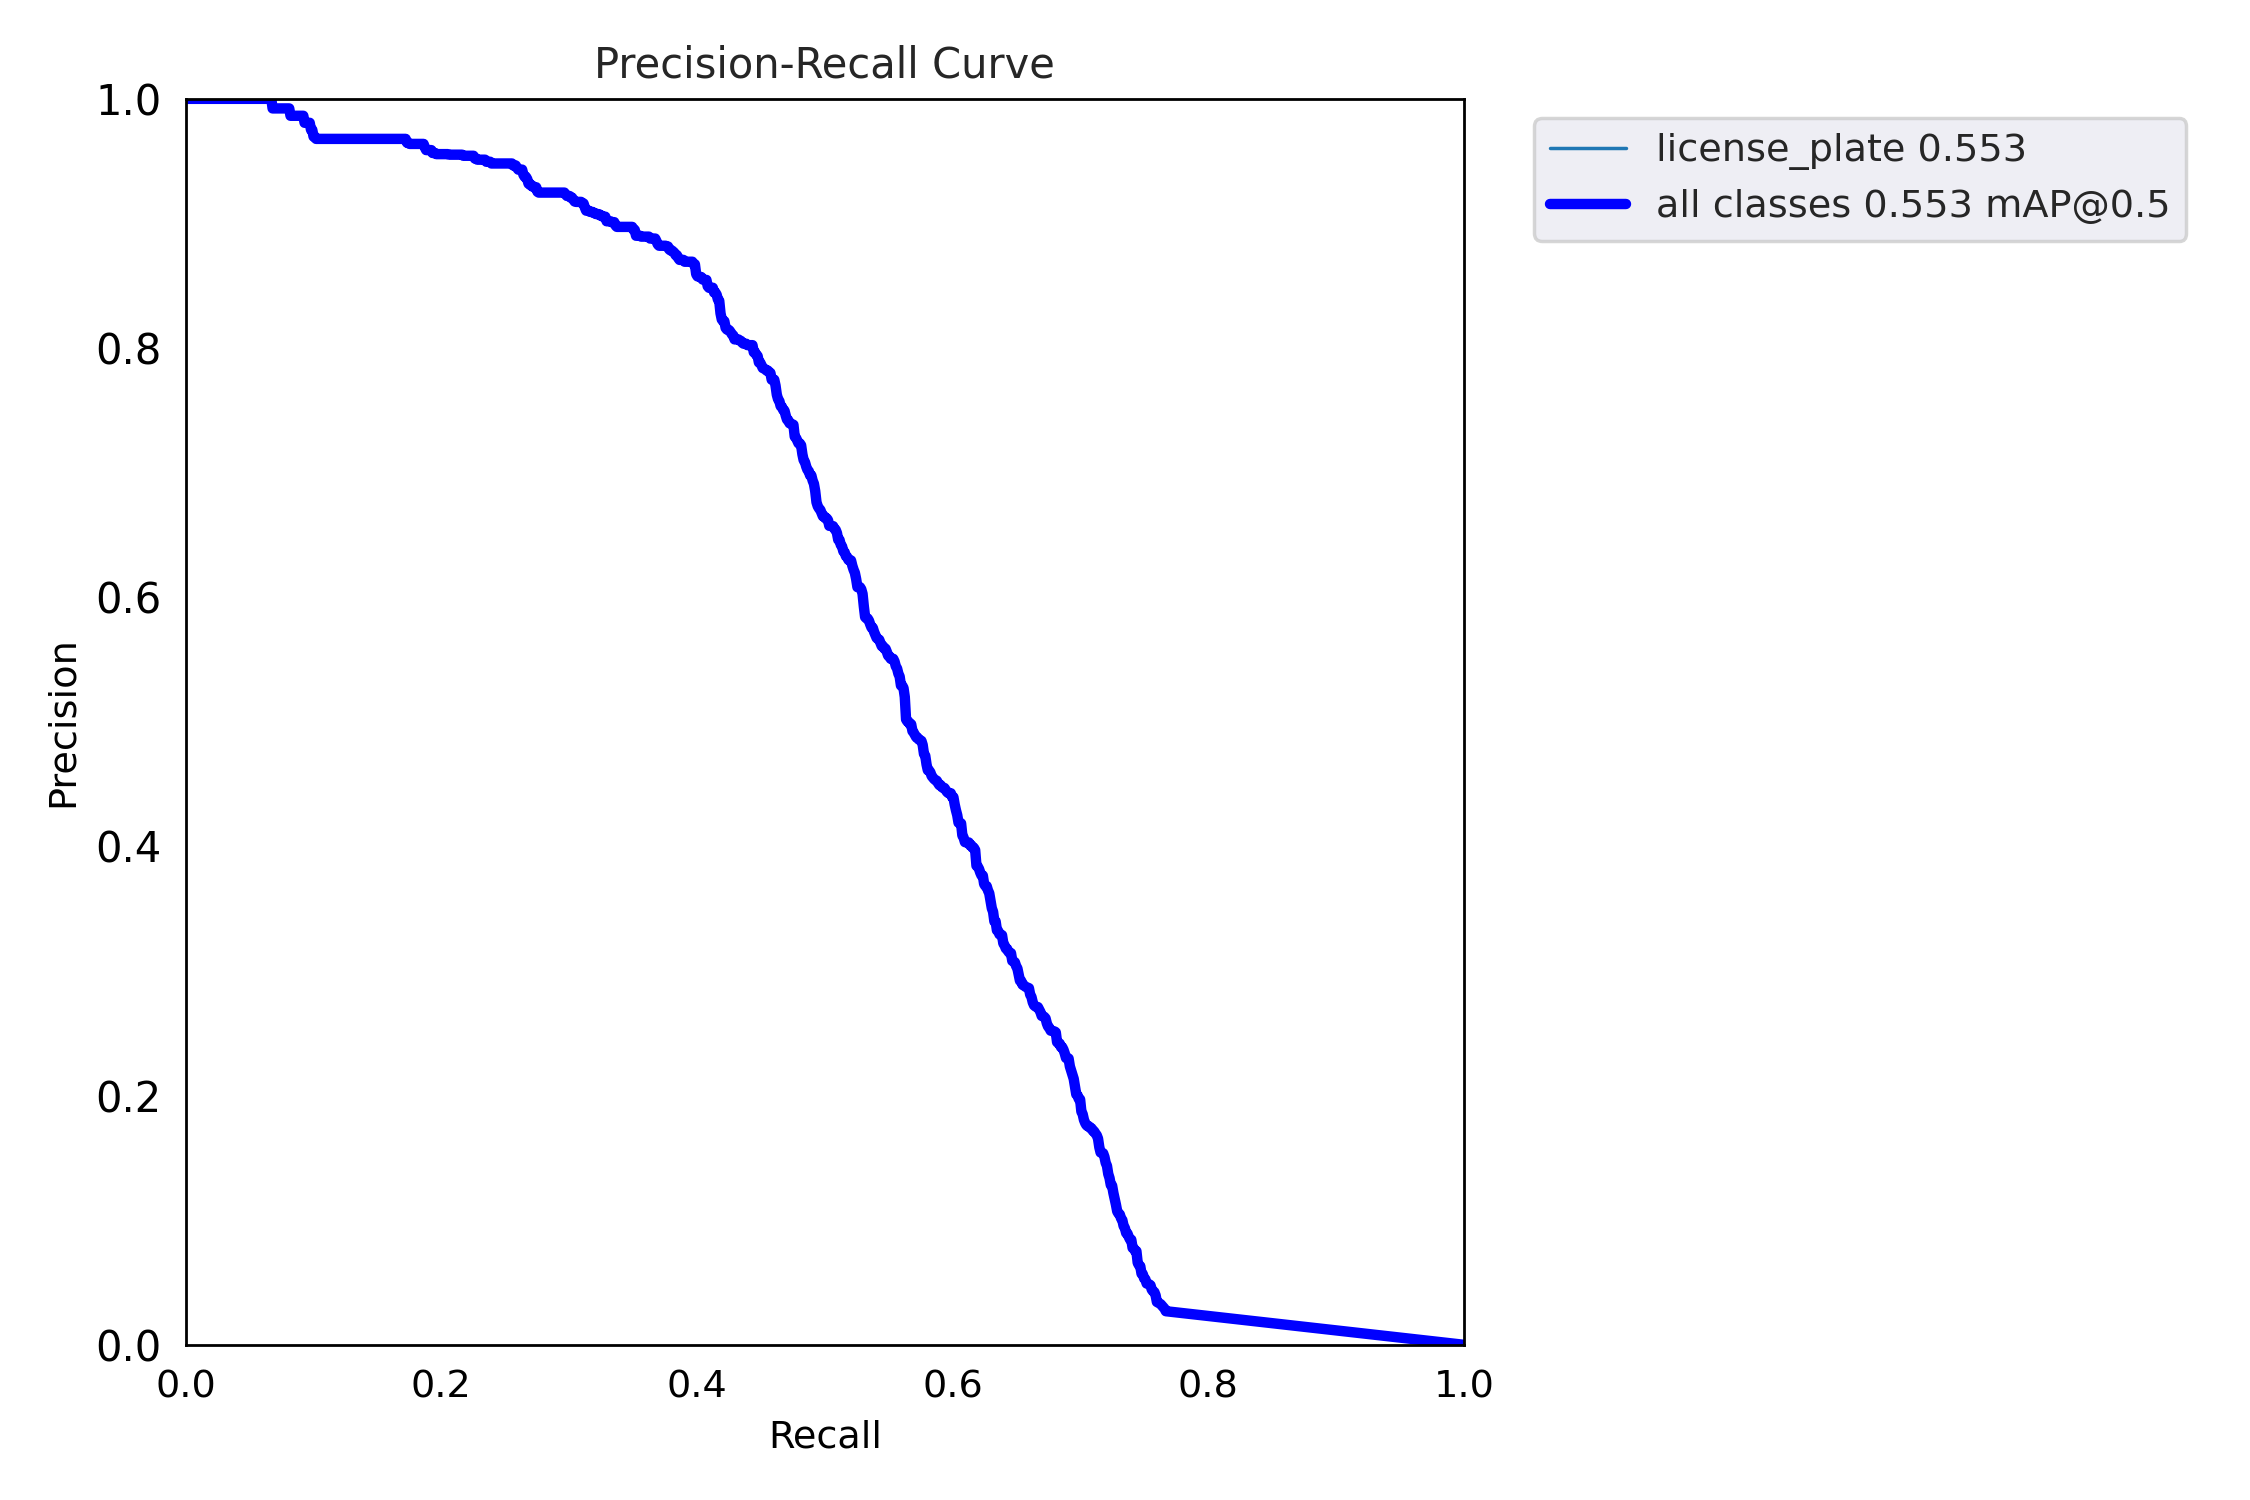 Precision-Recall Curve
1.0
0.8
0.6
0.4
0.2
0.0
Precision
0.0 0.2 0.4 0.6 0.8 1.0
Recall
license_plate 0.553
all classes 0.553 mAP@0.5